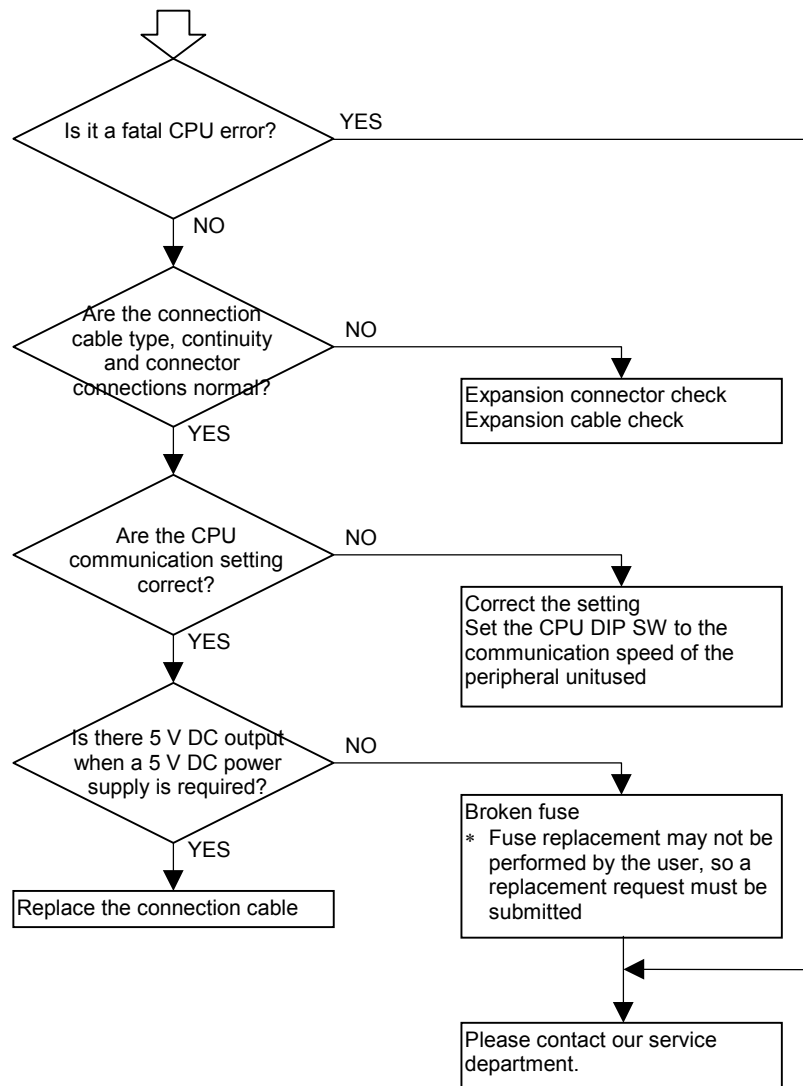 Is it a fatal CPU error?
YES
NO
Are the connection
cable type, continuity
and connector
connections normal?
NO
Expansion connector check
Expansion cable check
YES
Are the CPU
communication setting
correct?
NO
Correct the setting
Set the CPU DIP SW to the
communication speed of the
peripheral unitused
YES
Is there 5 V DC output
when a 5 V DC power
supply is required?
NO
Broken fuse
* Fuse replacement may not be
performed by the user, so a
replacement request must be
submitted
YES
Replace the connection cable
Please contact our service
department.